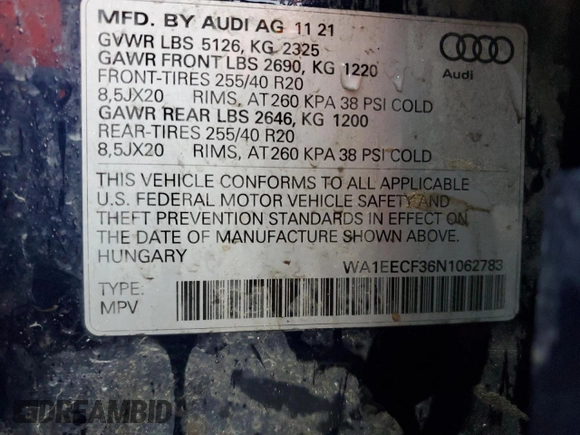 MFD. BY AUDI AG 11 21
GVWR LBS 5126, KG 2325
GAWR FRONT LBS 2690, KG 1220
FRONT-TIRES 255/40 R20
8,5JX20 RIMS, AT 260 KPA 38 PSI COLD
GAWR REAR LBS 2646, KG 1200
REAR-TIRES 255/40 R20
8,5JX20 RIMS, AT 260 KPA 38 PSI COLD
Audi
THIS VEHICLE CONFORMS TO ALL APPLICABLE
U.S. FEDERAL MOTOR VEHICLE SAFETY AND
THEFT PREVENTION STANDARDS IN EFFECT ON
THE DATE OF MANUFACTURE SHOWN ABOVE.
HUNGARY
WA1EECF36N1062783
TYPE:
MPV
DREAMBID